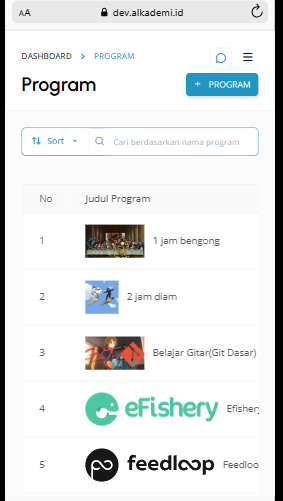 AA dev.alkademi.id
DASHBOARD > PROGRAM
Program
+ PROGRAM
Sort
Cari berdasarkan nama program
No Judul Program
1 1 jam bengong
2 2 jam diam
3 Belajar Gitar(Git Dasar)
4 eFishery Efishery
5 feedloop Feedloo